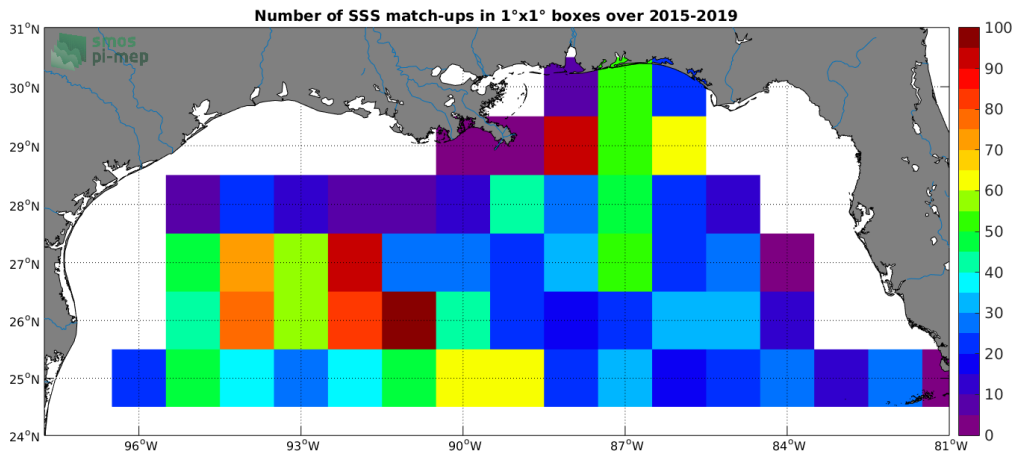 Number of SSS match-ups in 1°x1° boxes over 2015-2019
smos
pi-mep
31°N
30°N
29°N
28°N
27°N
26°N
25°N
24°N
96°W
93°W
90°W
87°W
84°W
81°W
100
90
80
70
60
50
40
30
20
10
0